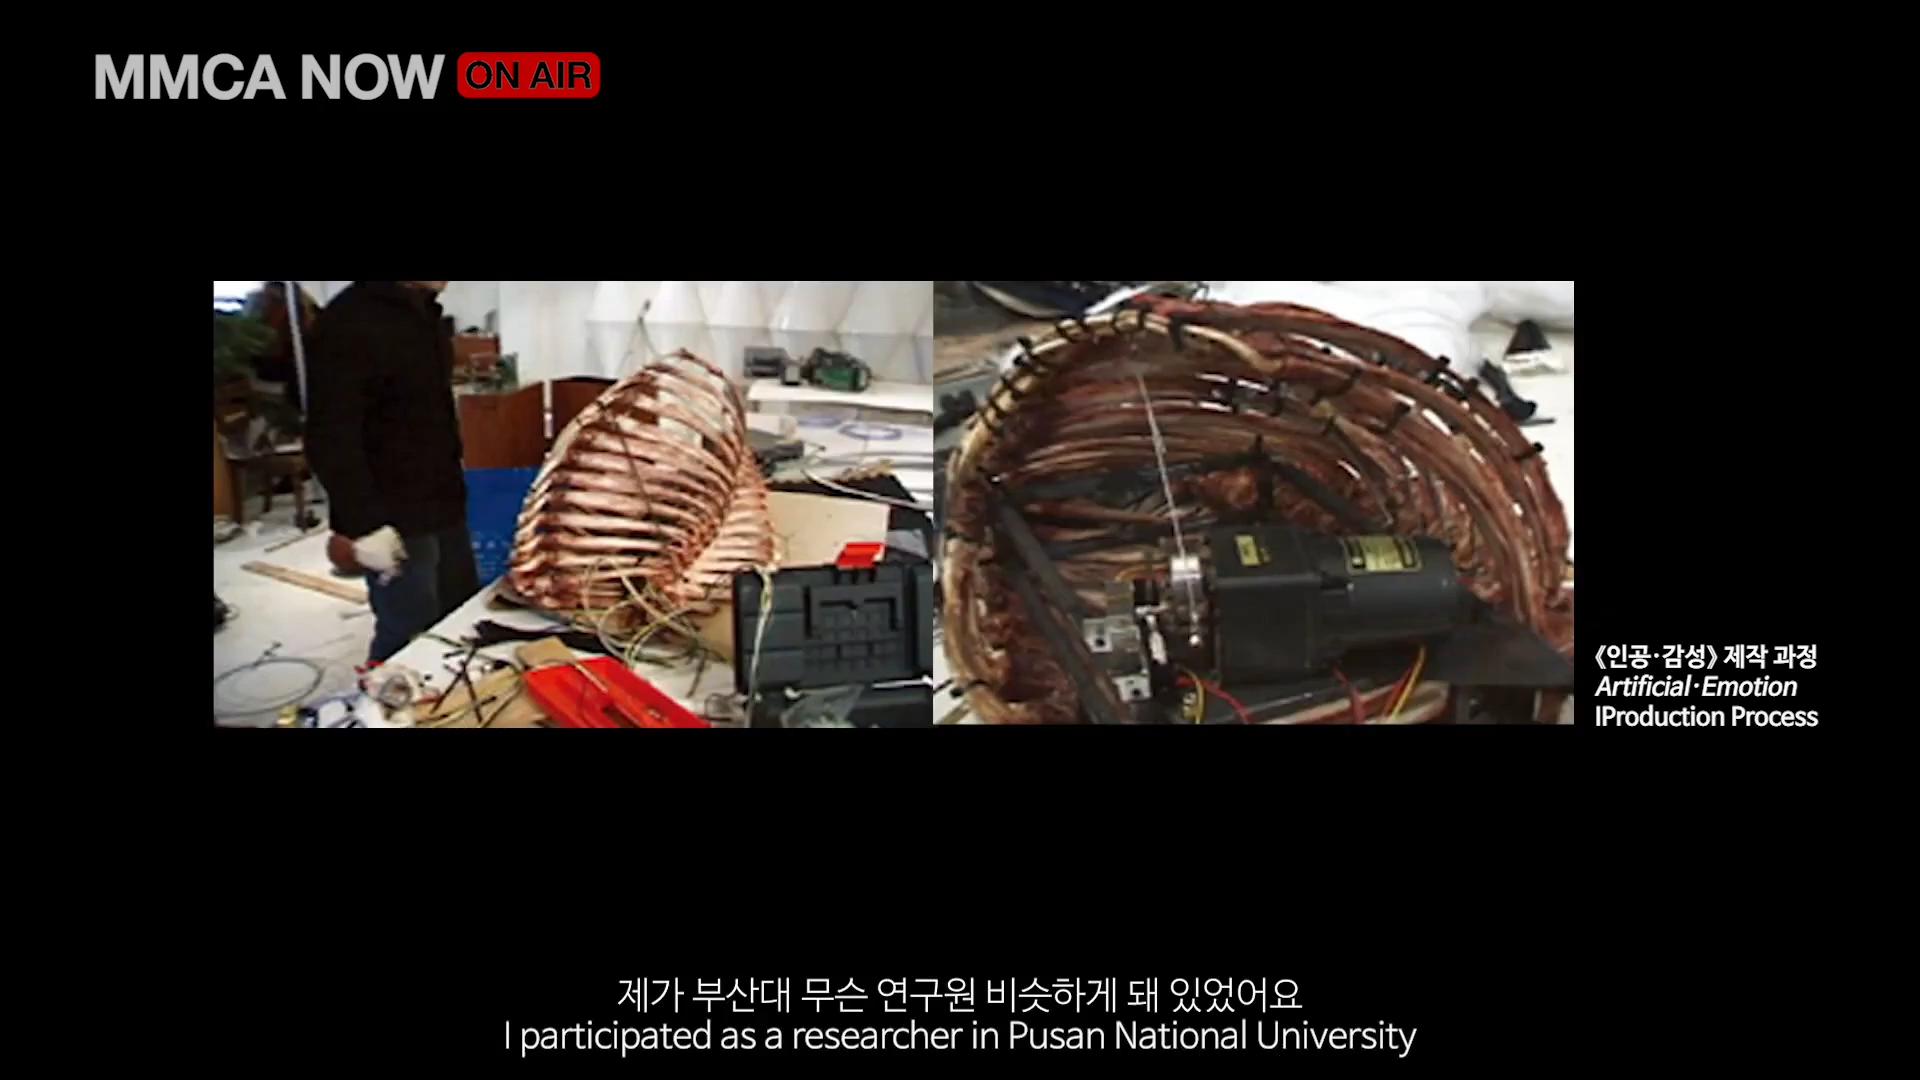 MMCA NOW ON AIR
《인공·감성》 제작 과정
Artificial·Emotion
IProduction Process
제가 부산대 무슨 연구원 비슷하게 돼 있었어요
I participated as a researcher in Pusan National University